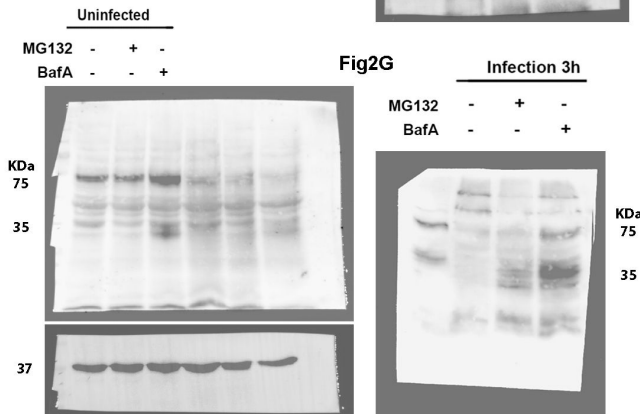 Uninfected
MG132 - + -
BafA - - +
KDa
75
35
37
Fig2G
Infection 3h
MG132 - + -
BafA - - +
KDa
75
35